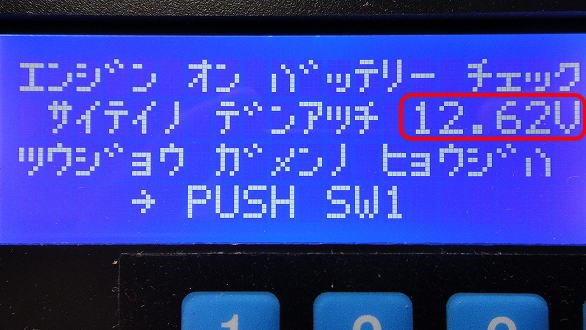 エンジン オン バッテリー チェック
サイテイノ デンアツチ 12.62V
ツウジョウ ガメンノ ヒョウジハ
→ PUSH SW1
1